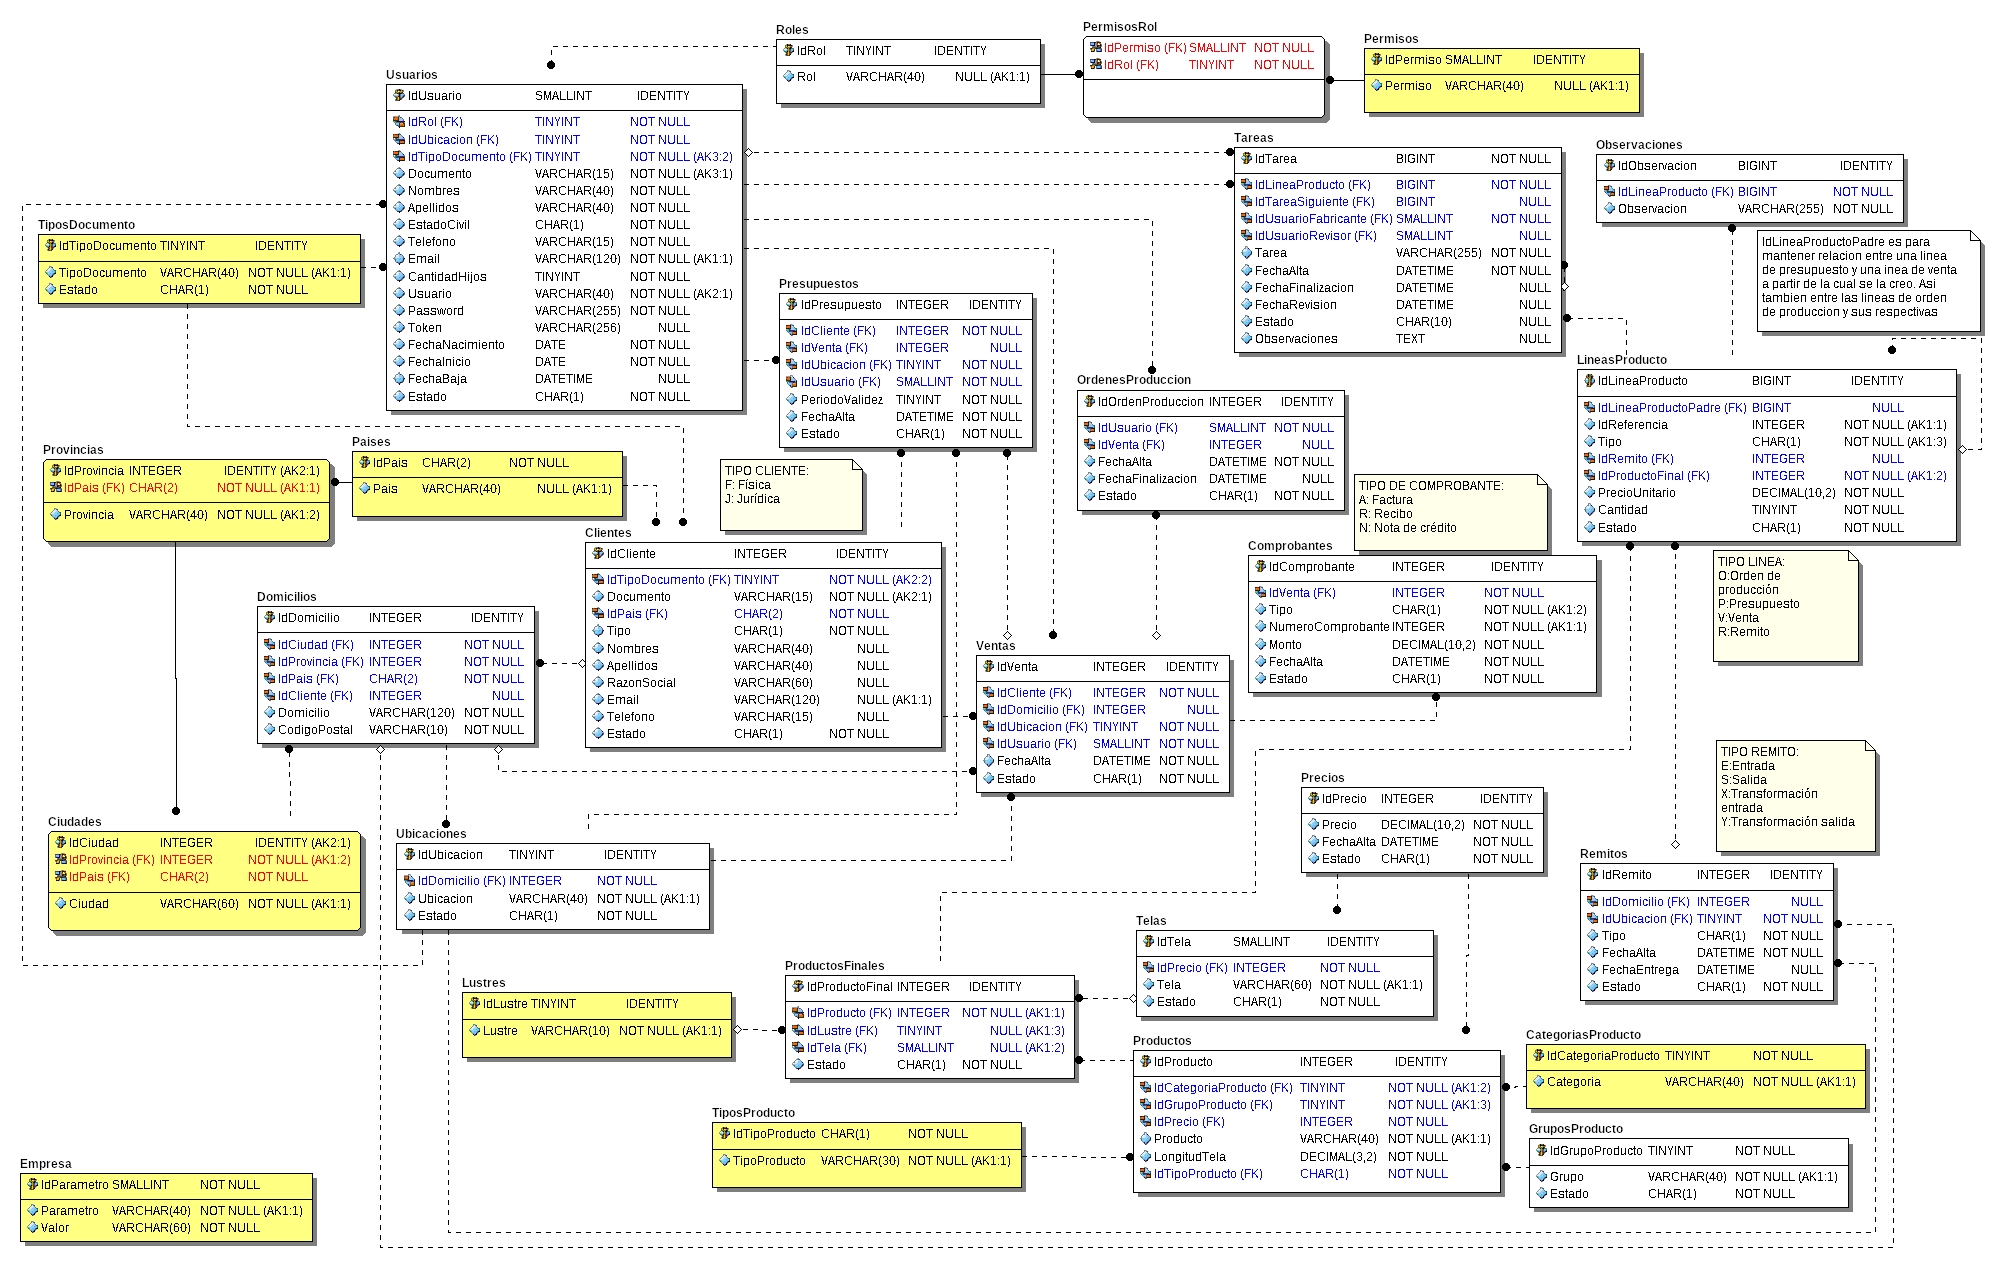 Roles
IdRol TINYINT IDENTITY
Rol VARCHAR(40) NULL (AK1:1)
PermisosRol
IdPermiso (FK) SMALLINT NOT NULL
IdRol (FK) TINYINT NOT NULL
Permisos
IdPermiso SMALLINT IDENTITY
Permiso VARCHAR(40) NULL (AK1:1)
Usuarios
IdUsuario SMALLINT IDENTITY
IdRol (FK) TINYINT NOT NULL
IdUbicacion (FK) TINYINT NOT NULL
IdTipoDocumento (FK) TINYINT NOT NULL (AK3:2)
Documento VARCHAR(15) NOT NULL (AK3:1)
Nombres VARCHAR(40) NOT NULL
Apellidos VARCHAR(40) NOT NULL
EstadoCivil CHAR(1) NOT NULL
Telefono VARCHAR(15) NOT NULL
Email VARCHAR(120) NOT NULL (AK1:1)
CantidadHijos TINYINT NOT NULL
Usuario VARCHAR(40) NOT NULL (AK2:1)
Password VARCHAR(255) NOT NULL
Token VARCHAR(256) NULL
FechaNacimiento DATE NOT NULL
FechaInicio DATE NOT NULL
FechaBaja DATETIME NULL
Estado CHAR(1) NOT NULL
Tareas
IdTarea BIGINT NOT NULL
IdLineaProducto (FK) BIGINT NOT NULL
IdTareaSiguiente (FK) BIGINT NULL
IdUsuarioFabricante (FK) SMALLINT NOT NULL
IdUsuarioRevisor (FK) SMALLINT NULL
Tarea VARCHAR(255) NOT NULL
FechaAlta DATETIME NOT NULL
FechaFinalizacion DATETIME NULL
FechaRevision DATETIME NULL
Estado CHAR(10) NULL
Observaciones TEXT NULL
Observaciones
IdObservacion BIGINT IDENTITY
IdLineaProducto (FK) BIGINT NOT NULL
Observacion VARCHAR(255) NOT NULL
IdLineaProductoPadre es para
mantener relacion entre una linea
de presupuesto y una inea de venta
a partir de la cual se la creo. Asi
tambien entre las lineas de orden
de produccion y sus respectivas
TiposDocumento
IdTipoDocumento TINYINT IDENTITY
TipoDocumento VARCHAR(40) NOT NULL (AK1:1)
Estado CHAR(1) NOT NULL
Presupuestos
IdPresupuesto INTEGER IDENTITY
IdCliente (FK) INTEGER NOT NULL
IdVenta (FK) INTEGER NULL
IdUbicacion (FK) TINYINT NOT NULL
IdUsuario (FK) SMALLINT NOT NULL
PeriodoValidez TINYINT NOT NULL
FechaAlta DATETIME NOT NULL
Estado CHAR(1) NOT NULL
OrdenesProduccion
IdOrdenProduccion INTEGER IDENTITY
IdUsuario (FK) SMALLINT NOT NULL
IdVenta (FK) INTEGER NULL
FechaAlta DATETIME NOT NULL
FechaFinalizacion DATETIME NULL
Estado CHAR(1) NOT NULL
LineasProducto
IdLineaProducto BIGINT IDENTITY
IdLineaProductoPadre (FK) BIGINT NULL
IdReferencia INTEGER NOT NULL (AK1:1)
Tipo CHAR(1) NOT NULL (AK1:3)
IdRemito (FK) INTEGER NULL
IdProductoFinal (FK) INTEGER NOT NULL (AK1:2)
PrecioUnitario DECIMAL(10,2) NOT NULL
Cantidad TINYINT NOT NULL
Estado CHAR(1) NOT NULL
Provincias
IdProvincia INTEGER IDENTITY (AK2:1)
IdPais (FK) CHAR(2) NOT NULL (AK1:1)
Provincia VARCHAR(40) NOT NULL (AK1:2)
Paises
IdPais CHAR(2) NOT NULL
Pais VARCHAR(40) NULL (AK1:1)
TIPO CLIENTE:
F: Física
J: Jurídica
TIPO DE COMPROBANTE:
A: Factura
R: Recibo
N: Nota de crédito
Clientes
IdCliente INTEGER IDENTITY
IdTipoDocumento (FK) TINYINT NOT NULL (AK2:2)
Documento VARCHAR(15) NOT NULL (AK2:1)
IdPais (FK) CHAR(2) NOT NULL
Tipo CHAR(1) NOT NULL
Nombres VARCHAR(40) NULL
Apellidos VARCHAR(40) NULL
RazonSocial VARCHAR(60) NULL
Email VARCHAR(120) NULL (AK1:1)
Telefono VARCHAR(15) NULL
Estado CHAR(1) NOT NULL
Comprobantes
IdComprobante INTEGER IDENTITY
IdVenta (FK) INTEGER NOT NULL
Tipo CHAR(1) NOT NULL (AK1:2)
NumeroComprobante INTEGER NOT NULL (AK1:1)
Monto DECIMAL(10,2) NOT NULL
FechaAlta DATETIME NOT NULL
Estado CHAR(1) NOT NULL
TIPO LINEA:
O:Orden de
producción
P:Presupuesto
V:Venta
R:Remito
Domicilios
IdDomicilio INTEGER IDENTITY
IdCiudad (FK) INTEGER NOT NULL
IdProvincia (FK) INTEGER NOT NULL
IdPais (FK) CHAR(2) NOT NULL
IdCliente (FK) INTEGER NULL
Domicilio VARCHAR(120) NOT NULL
CodigoPostal VARCHAR(10) NOT NULL
Ventas
IdVenta INTEGER IDENTITY
IdCliente (FK) INTEGER NOT NULL
IdDomicilio (FK) INTEGER NULL
IdUbicacion (FK) TINYINT NOT NULL
IdUsuario (FK) SMALLINT NOT NULL
FechaAlta DATETIME NOT NULL
Estado CHAR(1) NOT NULL
TIPO REMITO:
E:Entrada
S:Salida
X:Transformación
entrada
Y:Transformación salida
Precios
IdPrecio INTEGER IDENTITY
Precio DECIMAL(10,2) NOT NULL
FechaAlta DATETIME NOT NULL
Estado CHAR(1) NOT NULL
Ciudades
IdCiudad INTEGER IDENTITY (AK2:1)
IdProvincia (FK) INTEGER NOT NULL (AK1:2)
IdPais (FK) CHAR(2) NOT NULL
Ciudad VARCHAR(60) NOT NULL (AK1:1)
Ubicaciones
IdUbicacion TINYINT IDENTITY
IdDomicilio (FK) INTEGER NOT NULL
Ubicacion VARCHAR(40) NOT NULL (AK1:1)
Estado CHAR(1) NOT NULL
Remitos
IdRemito INTEGER IDENTITY
IdDomicilio (FK) INTEGER NULL
IdUbicacion (FK) TINYINT NOT NULL
Tipo CHAR(1) NOT NULL
FechaAlta DATETIME NOT NULL
FechaEntrega DATETIME NULL
Estado CHAR(1) NOT NULL
Telas
IdTela SMALLINT IDENTITY
IdPrecio (FK) INTEGER NOT NULL
Tela VARCHAR(60) NOT NULL (AK1:1)
Estado CHAR(1) NOT NULL
ProductosFinales
IdProductoFinal INTEGER IDENTITY
IdProducto (FK) INTEGER NOT NULL (AK1:1)
IdLustre (FK) TINYINT NULL (AK1:3)
IdTela (FK) SMALLINT NULL (AK1:2)
Estado CHAR(1) NOT NULL
Lustres
IdLustre TINYINT IDENTITY
Lustre VARCHAR(10) NOT NULL (AK1:1)
Productos
IdProducto INTEGER IDENTITY
IdCategoriaProducto (FK) TINYINT NOT NULL (AK1:2)
IdGrupoProducto (FK) TINYINT NOT NULL (AK1:3)
IdPrecio (FK) INTEGER NOT NULL
Producto VARCHAR(40) NOT NULL (AK1:1)
LongitudTela DECIMAL(3,2) NOT NULL
IdTipoProducto (FK) CHAR(1) NOT NULL
CategoriasProducto
IdCategoriaProducto TINYINT NOT NULL
Categoria VARCHAR(40) NOT NULL (AK1:1)
TiposProducto
IdTipoProducto CHAR(1) NOT NULL
TipoProducto VARCHAR(30) NOT NULL (AK1:1)
GruposProducto
IdGrupoProducto TINYINT NOT NULL
Grupo VARCHAR(40) NOT NULL (AK1:1)
Estado CHAR(1) NOT NULL
Empresa
IdParametro SMALLINT NOT NULL
Parametro VARCHAR(40) NOT NULL (AK1:1)
Valor VARCHAR(60) NOT NULL